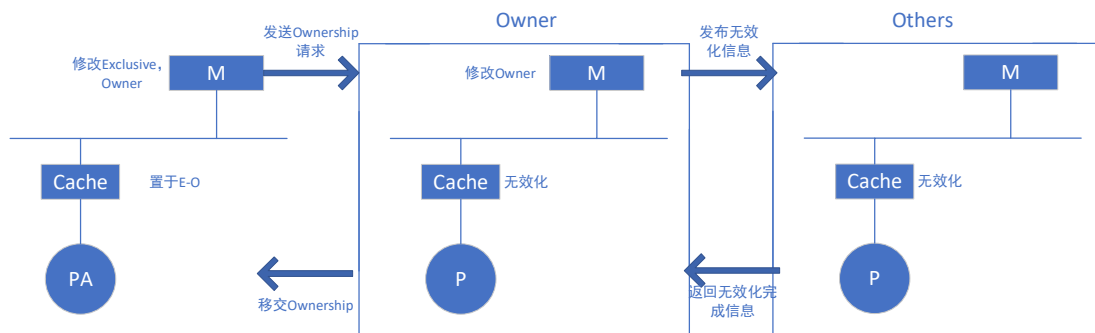 Owner
Others
发送Ownership
请求
发布无效
化信息
修改Exclusive，
Owner
M
修改Owner
M
M
Cache
置于E-O
Cache
无效化
Cache
无效化
PA
P
P
移交Ownership
返回无效化完
成信息